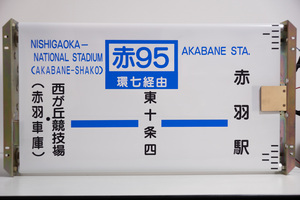 NISHIGAOKA—
NATIONAL STADIUM
<AKABANE-SHAKO>
赤95
環七経由
AKABANE STA.
赤羽駅
東十条四
西が丘競技場
(赤羽車庫)